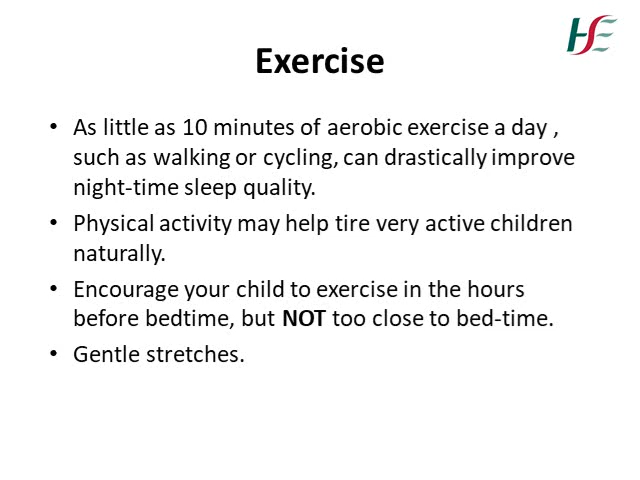 HSE
Exercise
• As little as 10 minutes of aerobic exercise a day ,
such as walking or cycling, can drastically improve
night-time sleep quality.
• Physical activity may help tire very active children
naturally.
• Encourage your child to exercise in the hours
before bedtime, but NOT too close to bed-time.
• Gentle stretches.